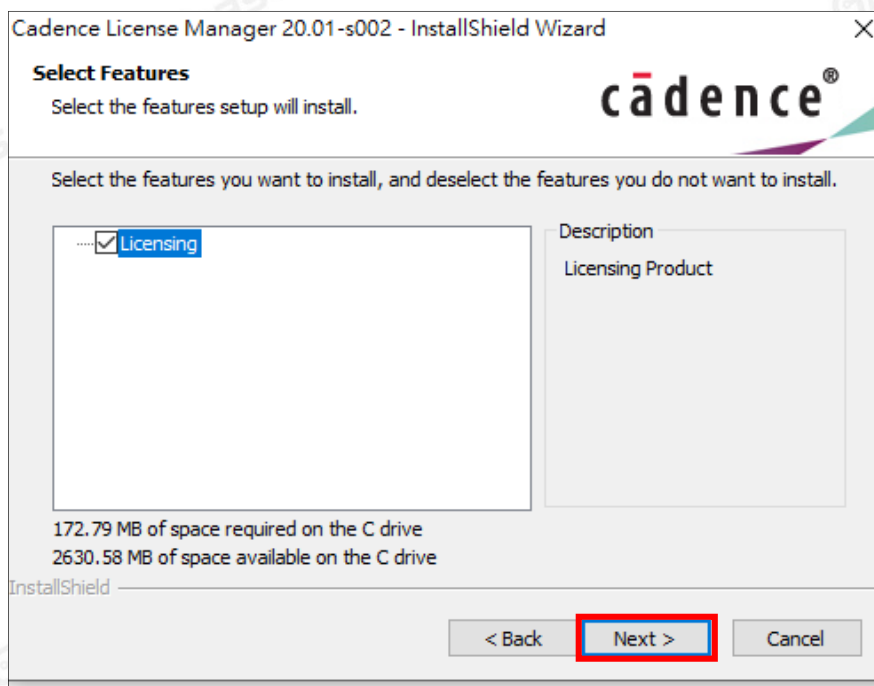 Cadence License Manager 20.01-s002 - InstallShield Wizard
Select Features
Select the features setup will install.
cādence®
Select the features you want to install, and deselect the features you do not want to install.
Licensing
Description
Licensing Product
172.79 MB of space required on the C drive
2630.58 MB of space available on the C drive
InstallShield
< Back
Next >
Cancel